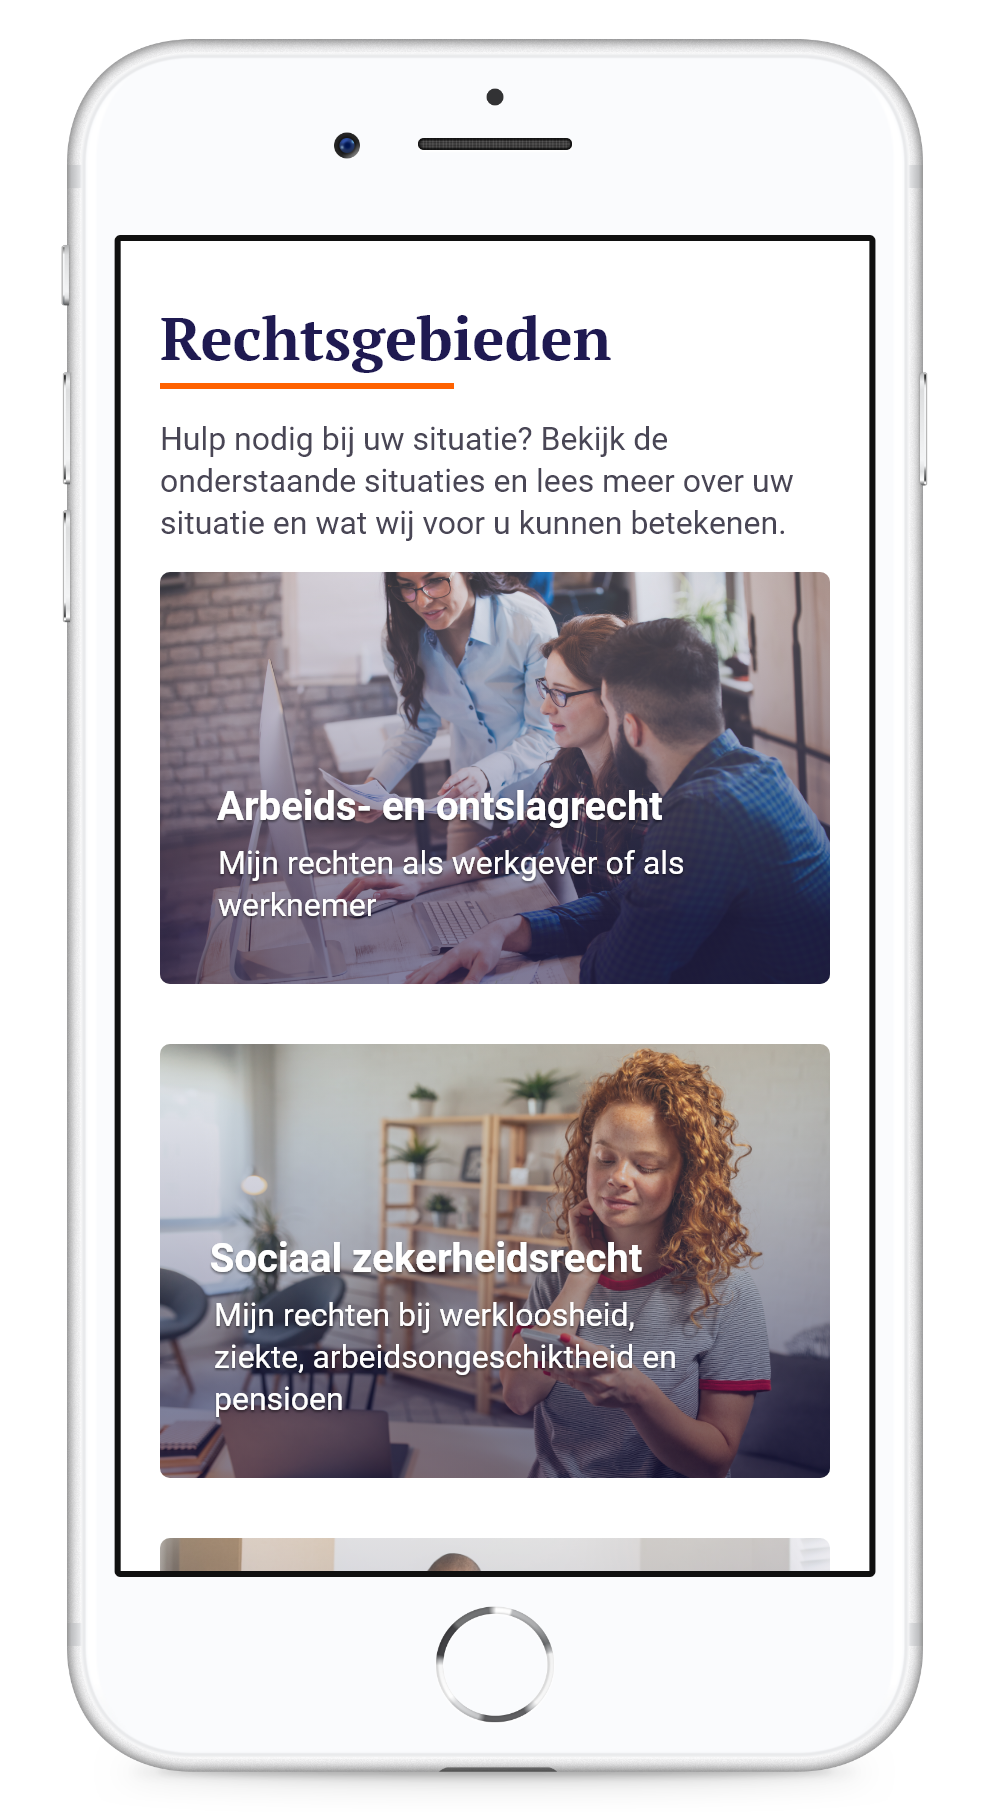 Rechtsgebieden
Hulp nodig bij uw situatie? Bekijk de
onderstaande situaties en lees meer over uw
situatie en wat wij voor u kunnen betekenen.
Arbeids- en ontslagrecht
Mijn rechten als werkgever of als
werknemer
Sociaal zekerheidsrecht
Mijn rechten bij werkloosheid,
ziekte, arbeidsongeschiktheid en
pensioen